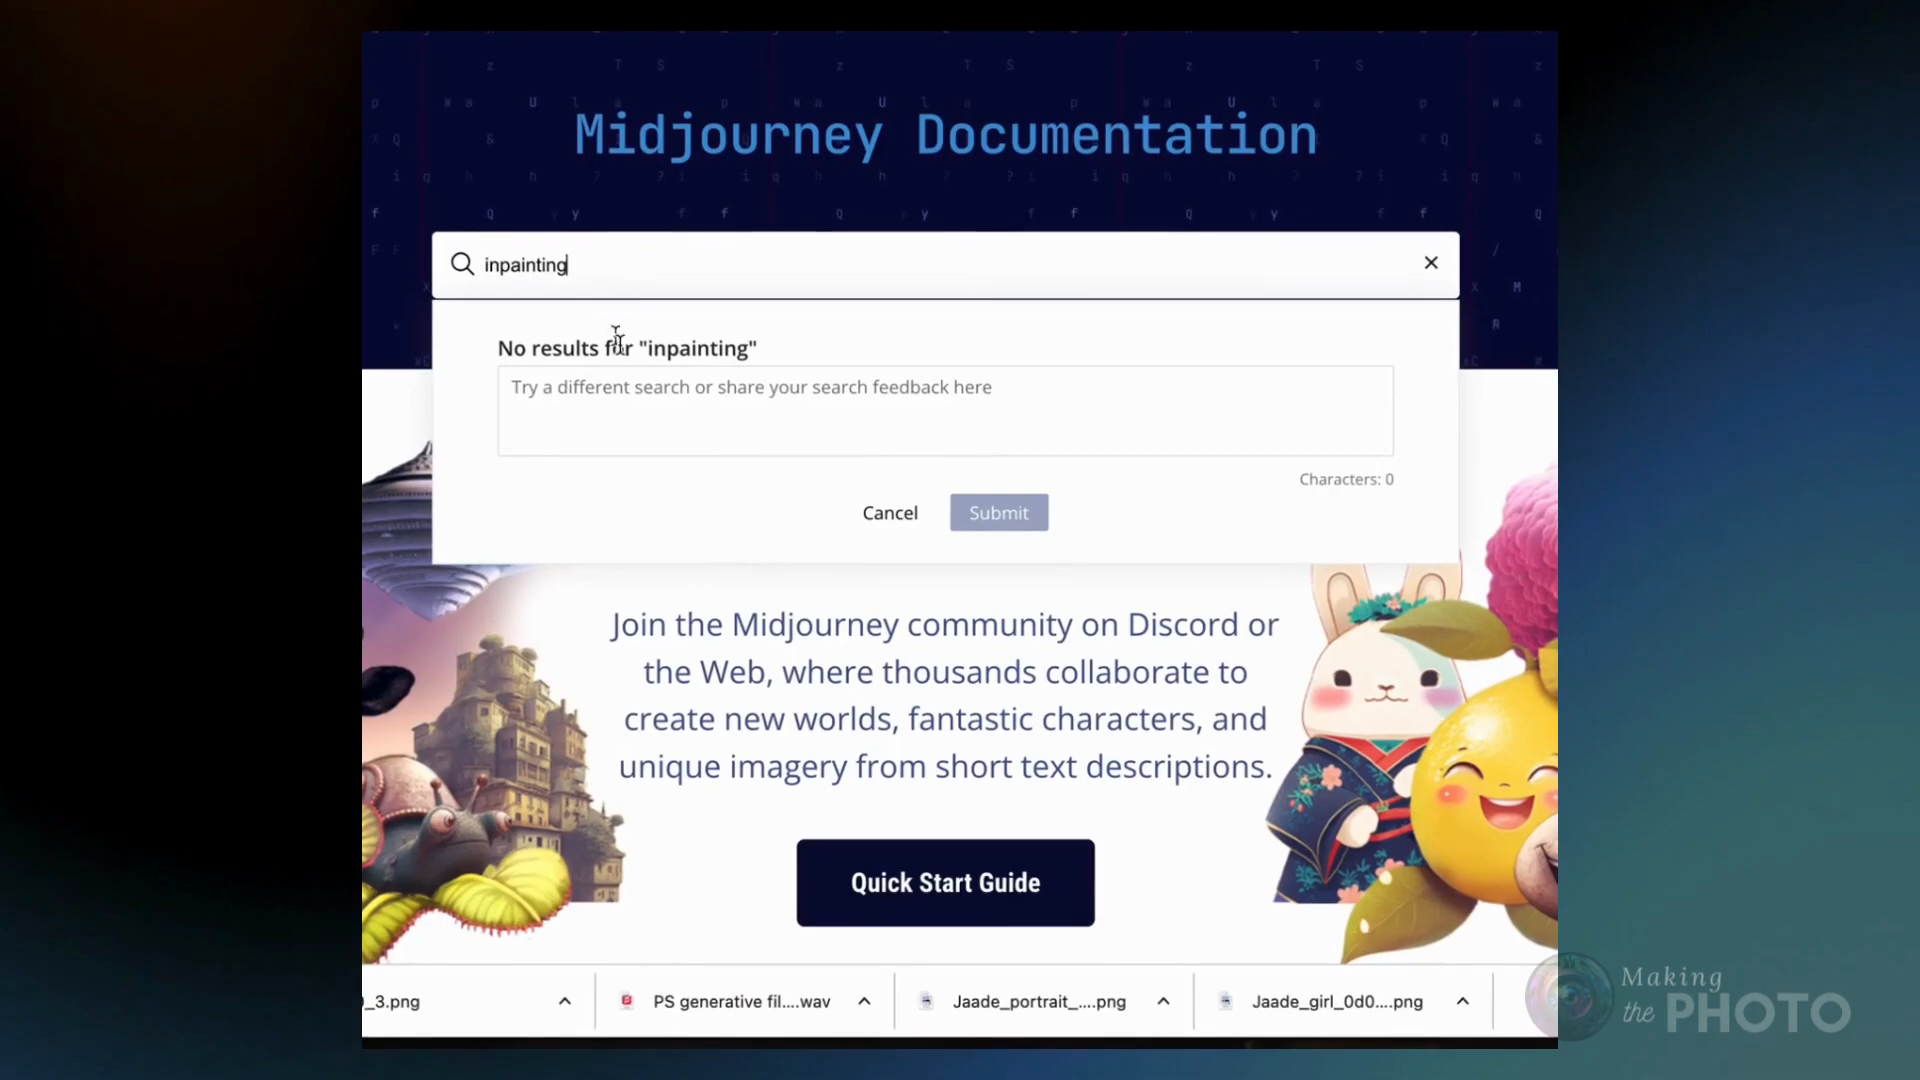 Midjourney Documentation
inpainting
No results for "inpainting"
Try a different search or share your search feedback here
Characters: 0
Cancel
Submit
Join the Midjourney community on Discord or
the Web, where thousands collaborate to
create new worlds, fantastic characters, and
unique imagery from short text descriptions.
Quick Start Guide
_3.png
PS generative fil....wav
Jaade_portrait_....png
Jaade_girl_0d0....png
Making
the PHOTO